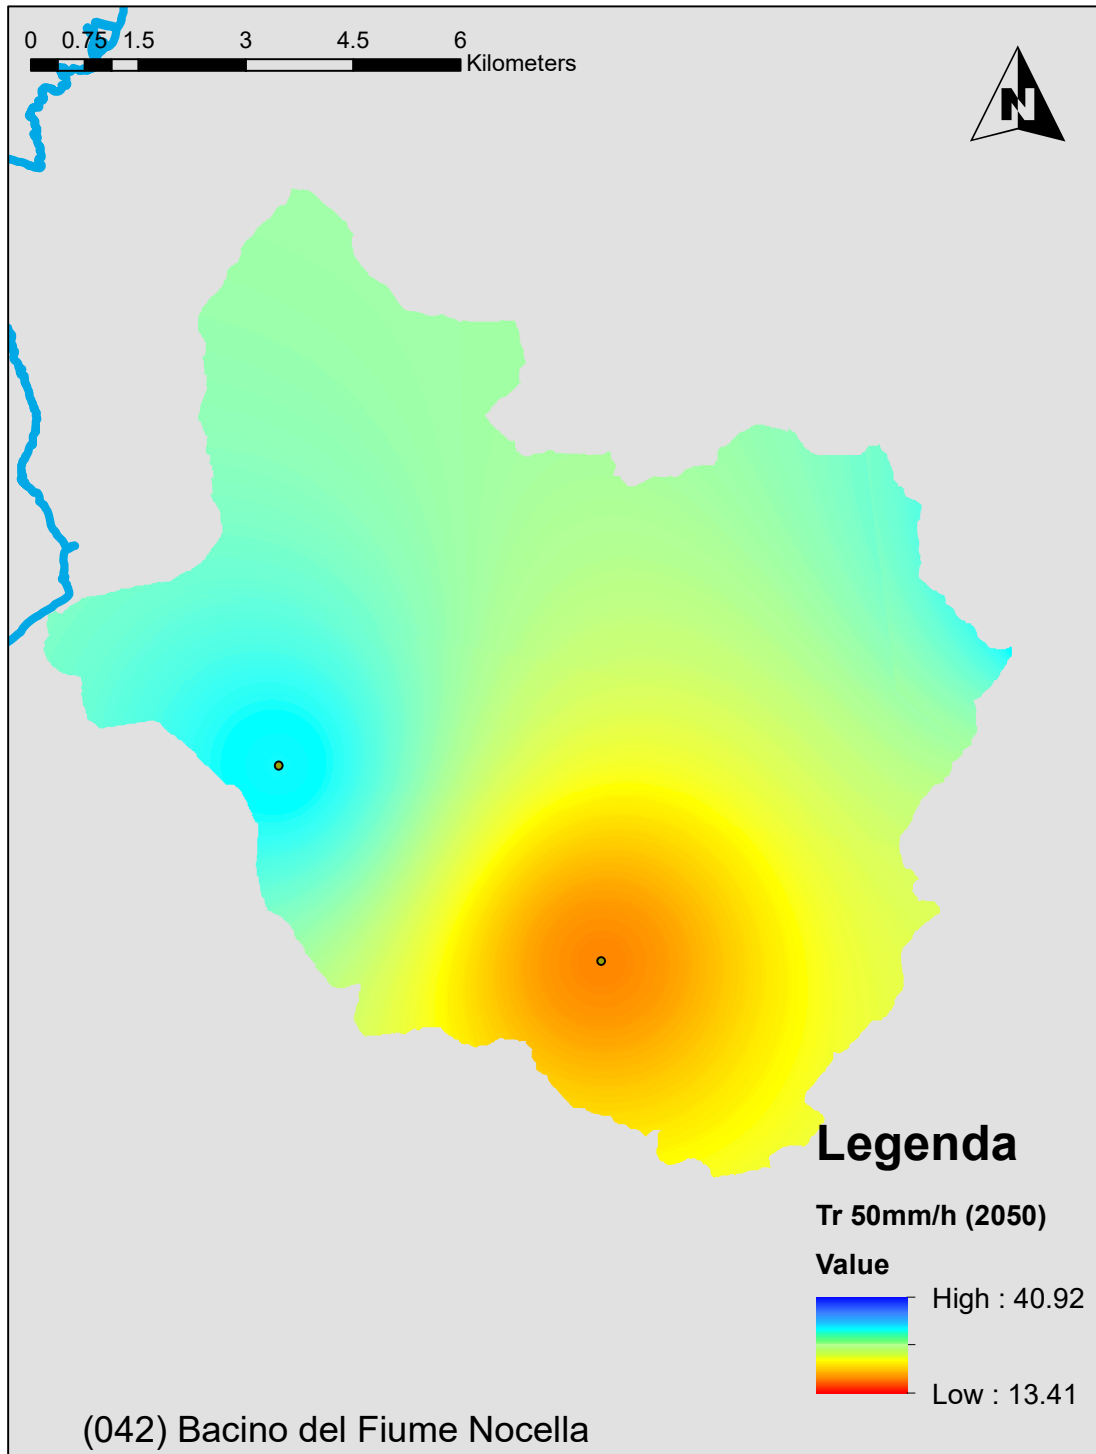 0 0.75 1.5 3 4.5 6
Kilometers
N
Legenda
Tr 50mm/h (2050)
Value
High : 40.92
Low : 13.41
(042) Bacino del Fiume Nocella